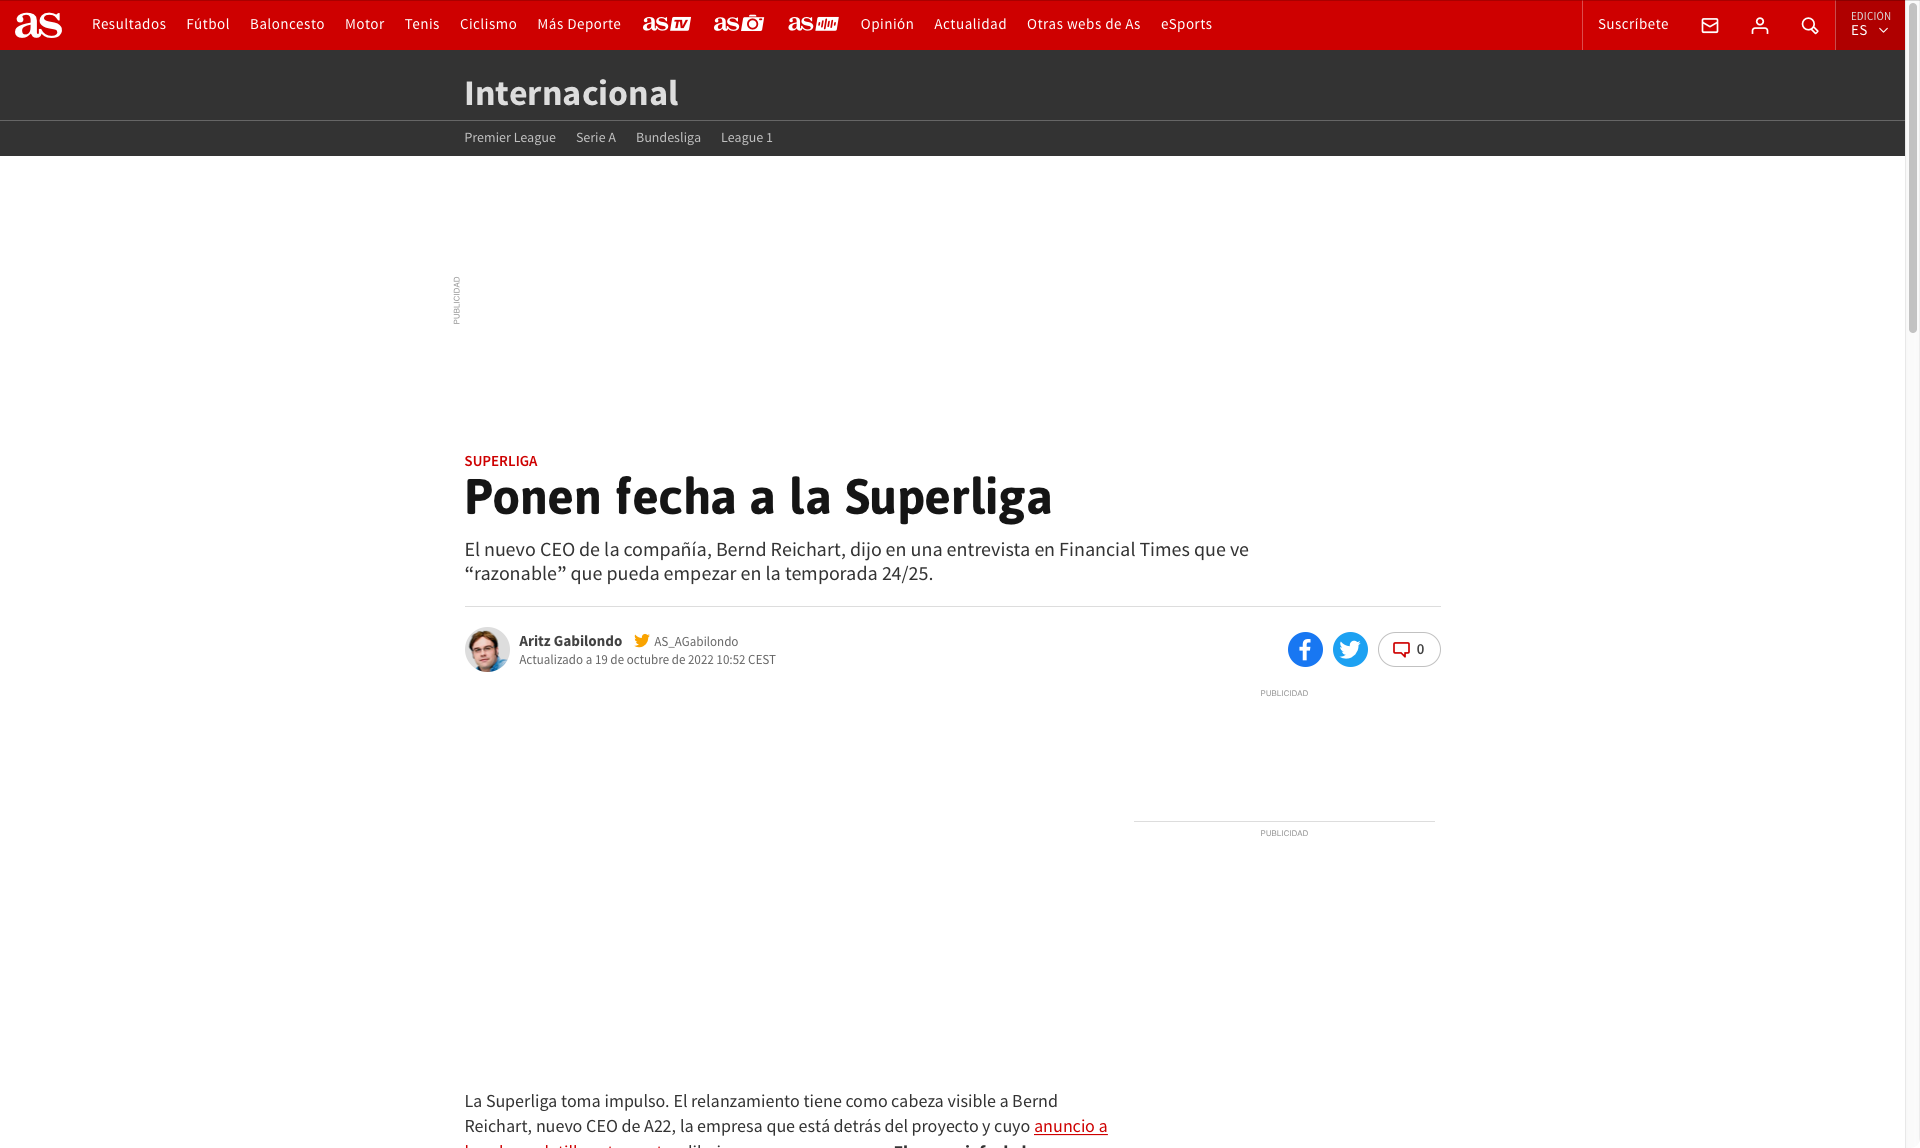 as
Resultados
Fútbol
Baloncesto
Motor
Tenis
Ciclismo
Más Deporte
as TV
as
as
Opinión
Actualidad
Otras webs de As
eSports
Suscríbete
EDICIÓN
ES
Internacional
Premier League
Serie A
Bundesliga
League 1
PUBLICIDAD
SUPERLIGA
Ponen fecha a la Superliga
El nuevo CEO de la compañía, Bernd Reichart, dijo en una entrevista en Financial Times que ve
“razonable” que pueda empezar en la temporada 24/25.
Aritz Gabilondo
AS_AGabilondo
Actualizado a 19 de octubre de 2022 10:52 CEST
0
PUBLICIDAD
PUBLICIDAD
La Superliga toma impulso. El relanzamiento tiene como cabeza visible a Bernd
Reichart, nuevo CEO de A22, la empresa que está detrás del proyecto y cuyo anuncio a